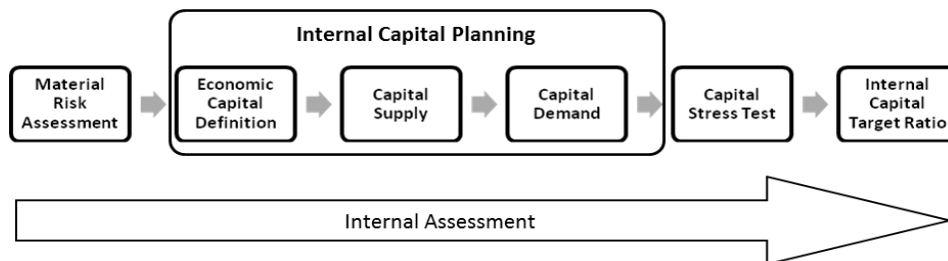 Internal Capital Planning
Material
Risk
Assessment
Economic
Capital
Definition
Capital
Supply
Capital
Demand
Capital
Stress Test
Internal
Capital
Target Ratio
Internal Assessment